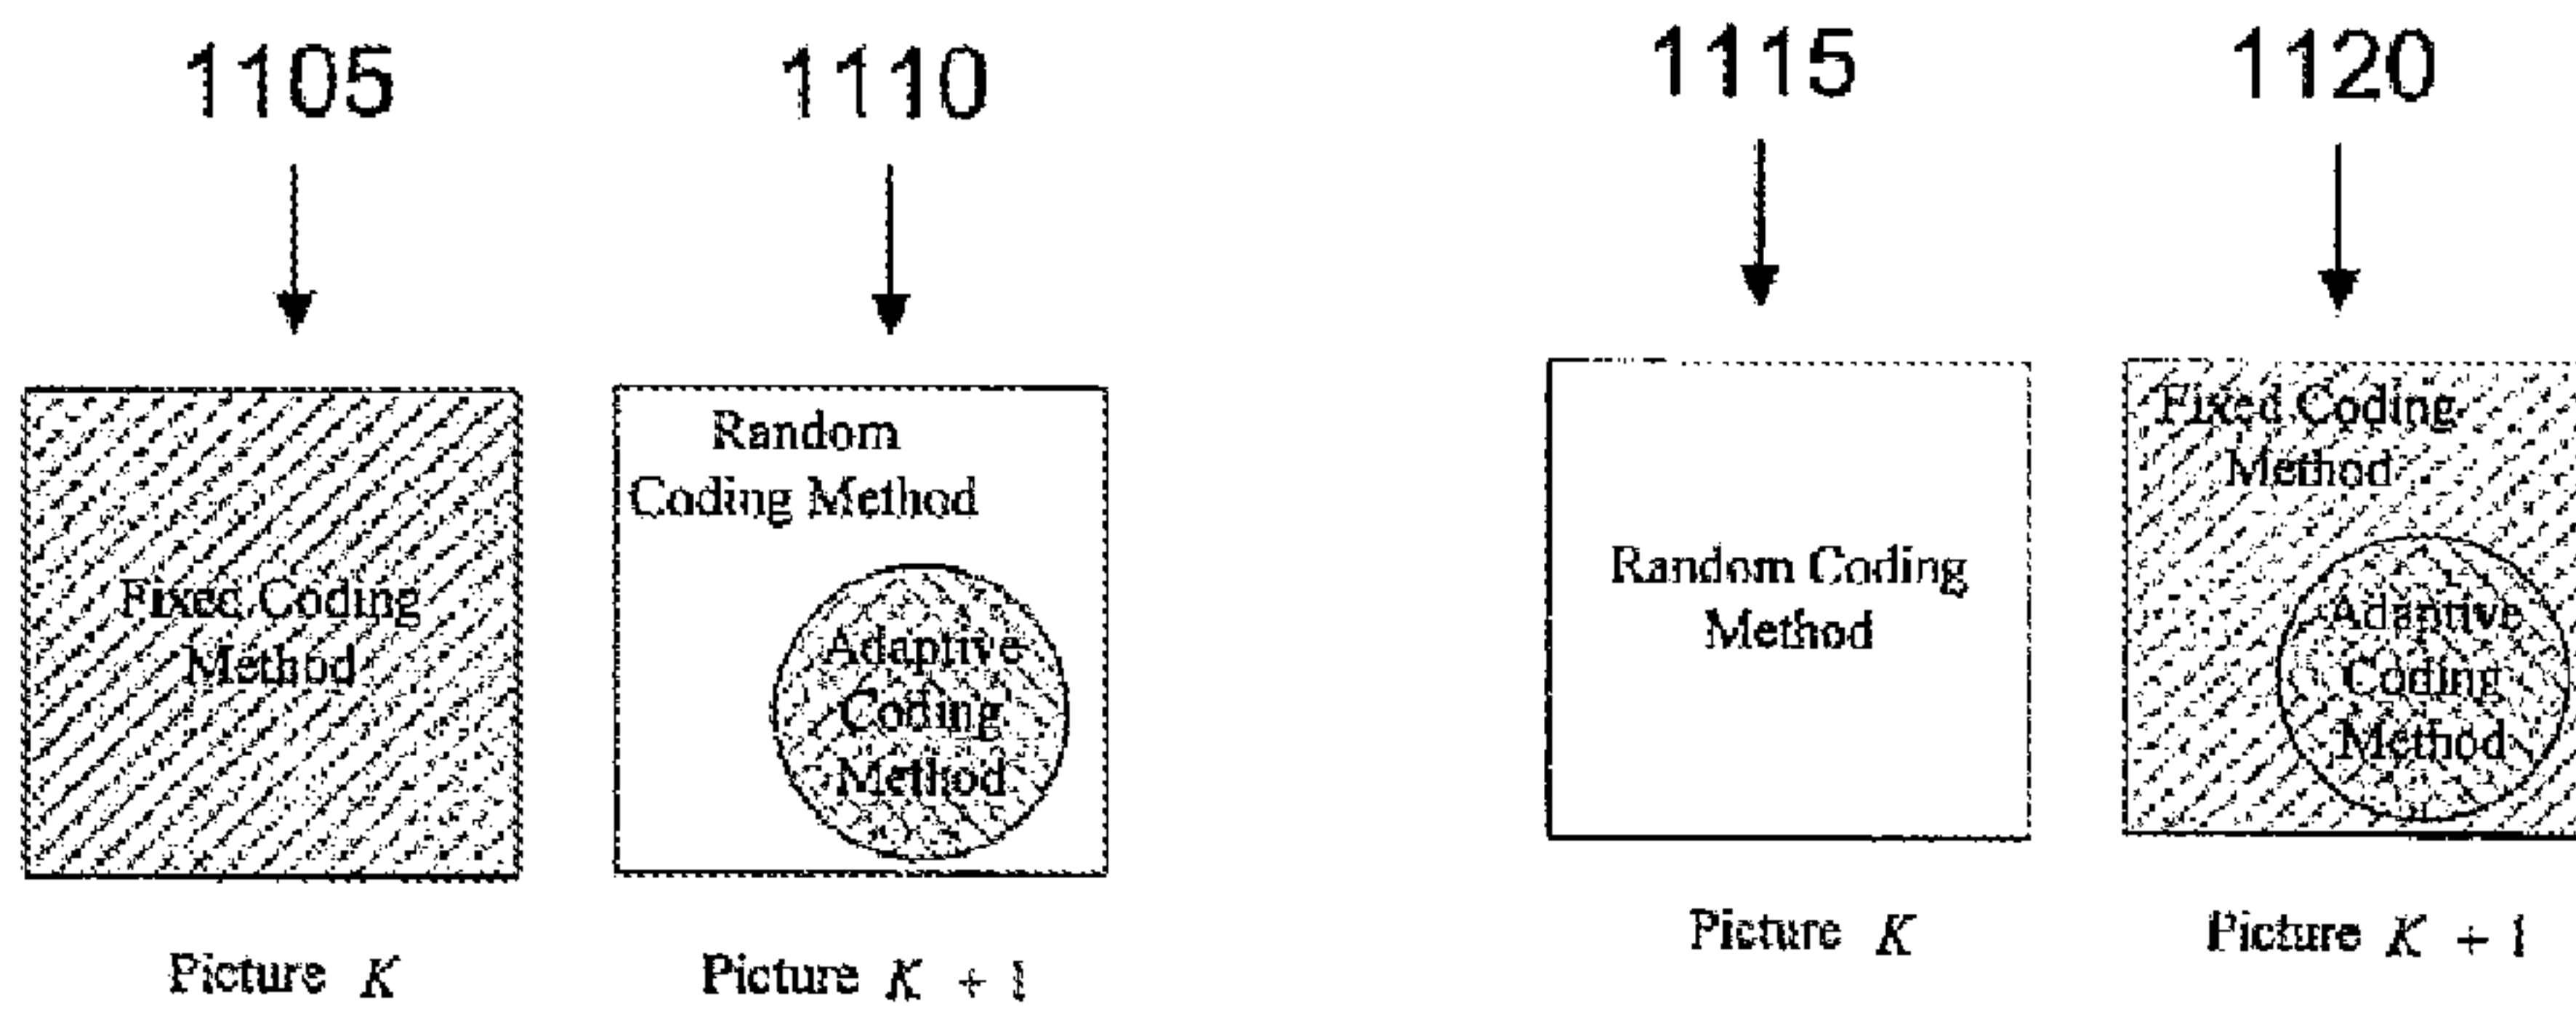 1105
1110
1115
1120
Fixed Coding
Method
Random
Coding Method
Adaptive
Coding
Method
Random Coding
Method
Fixed Coding
Method
Adaptive
Coding
Method
Picture K
Picture K + 1
Picture K
Picture K + 1